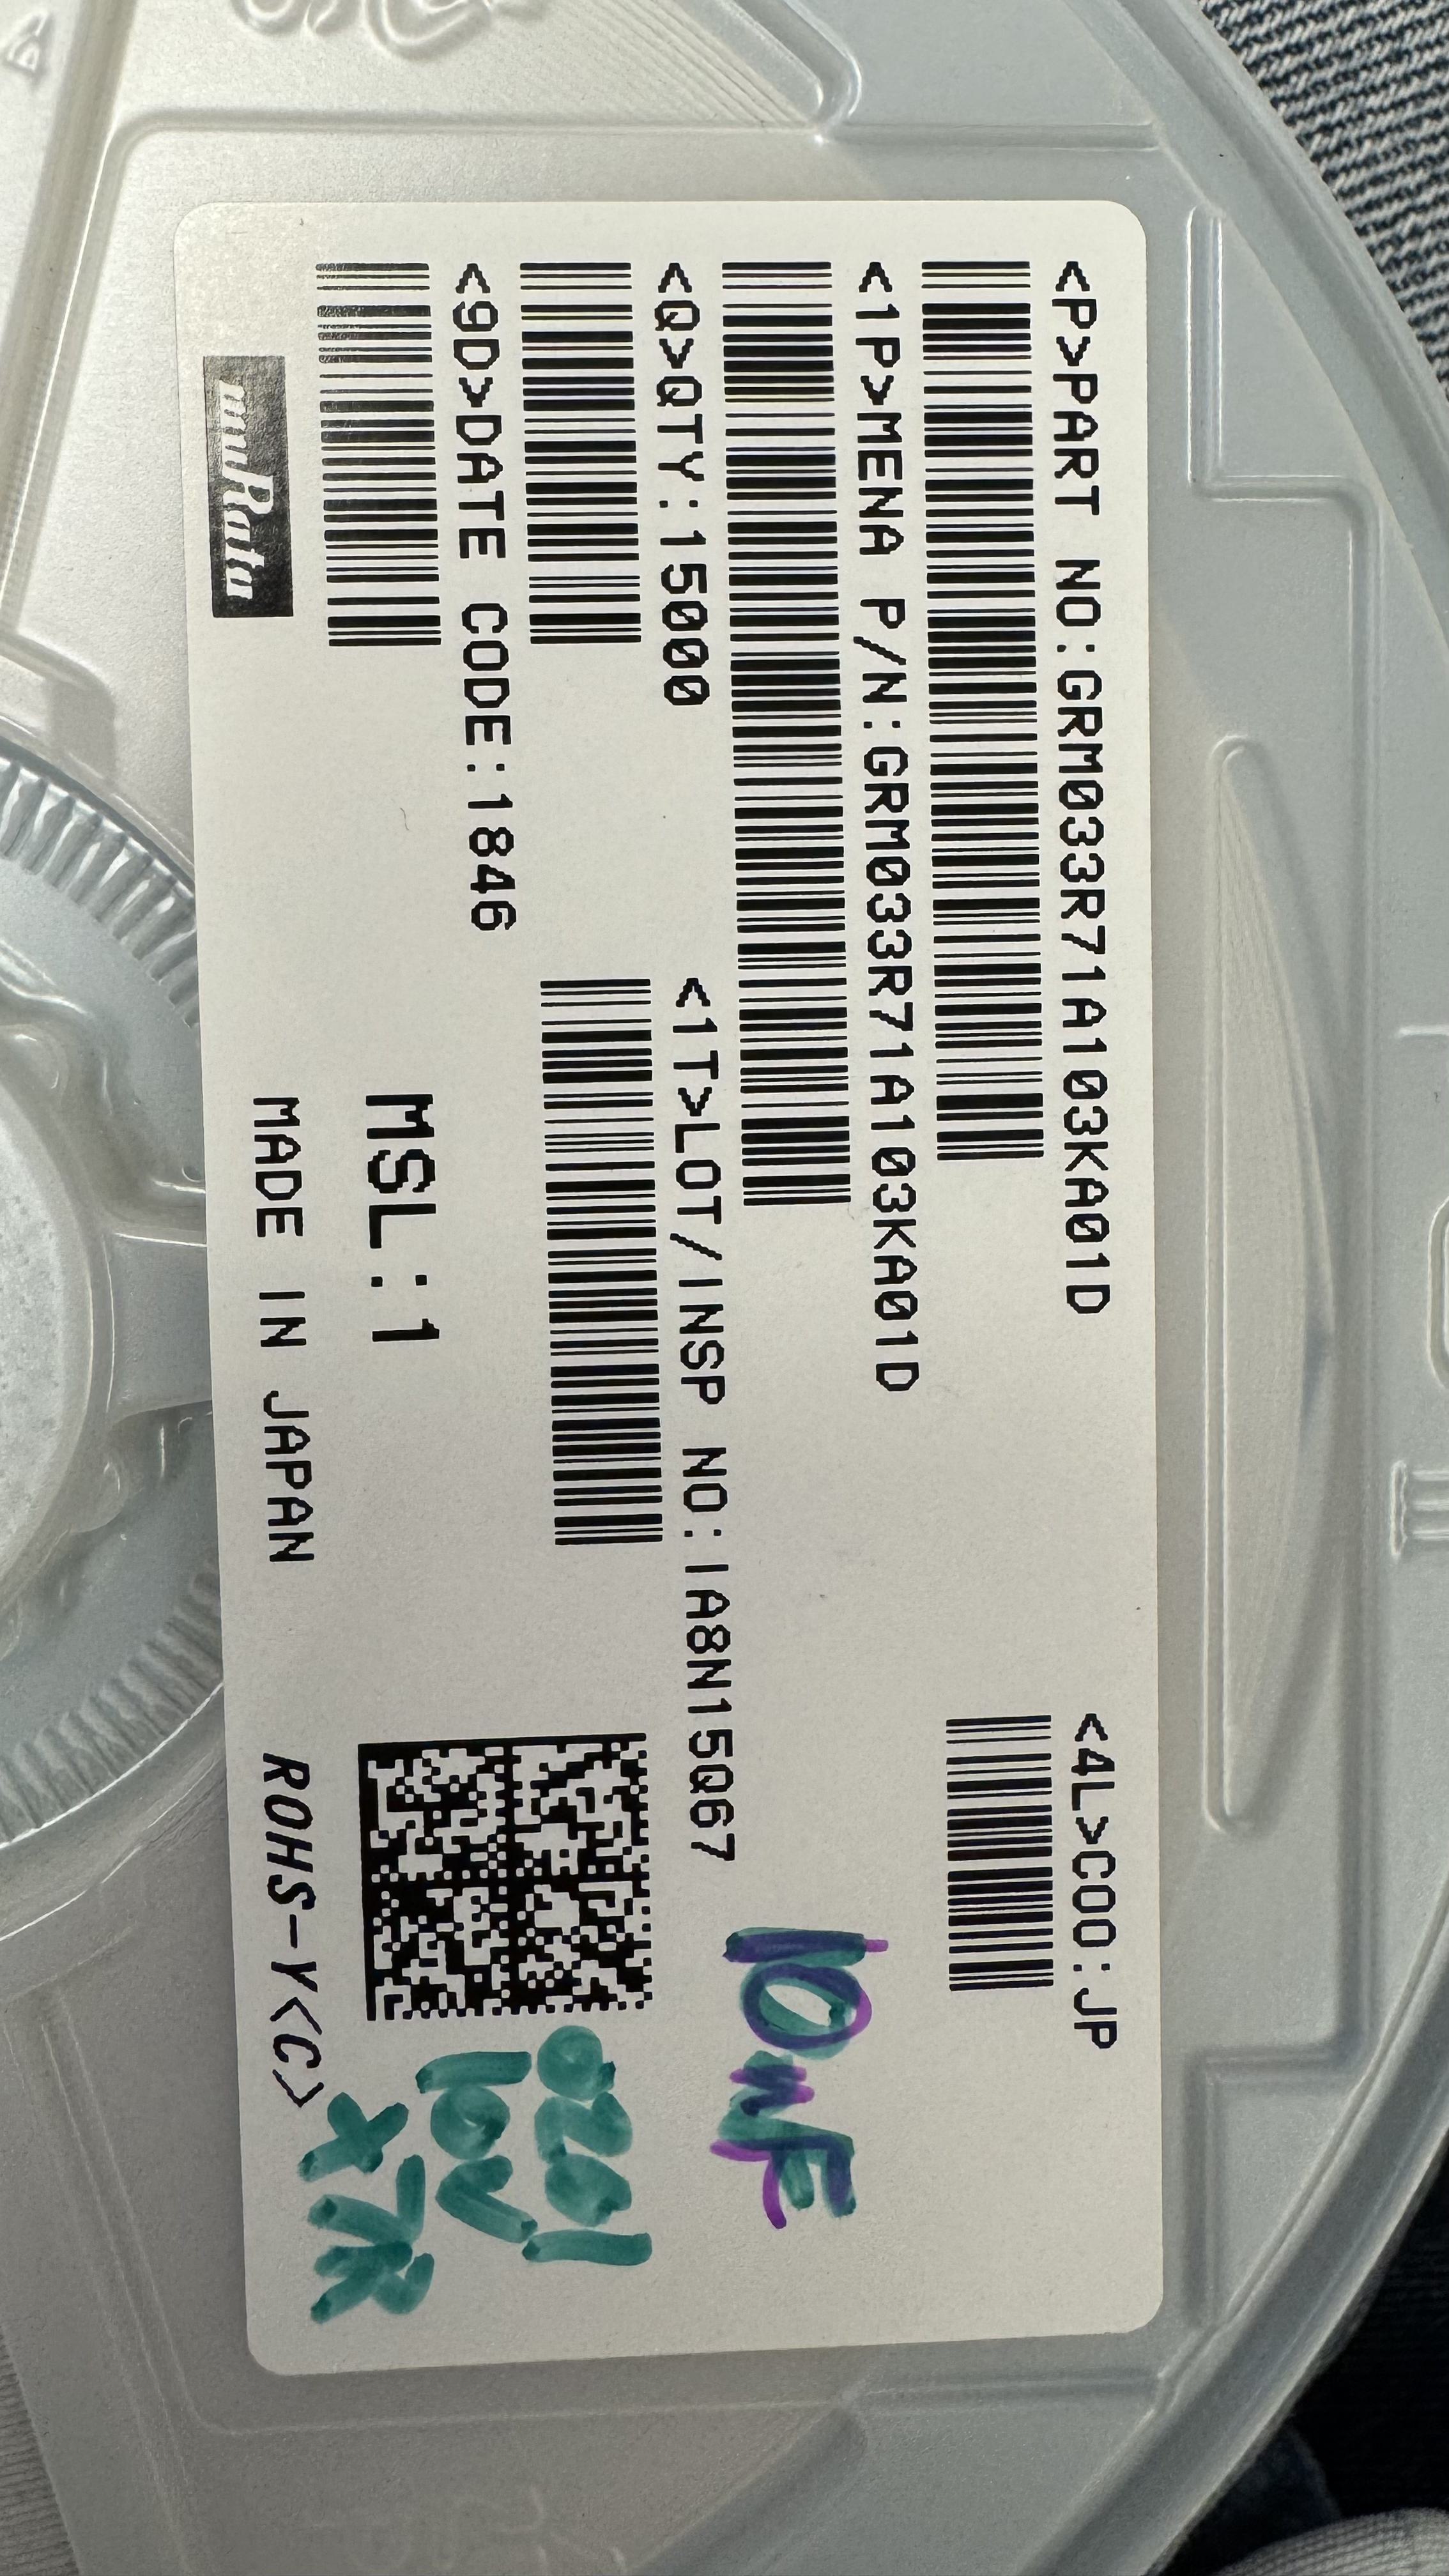 <P>PART NO:GRM033R71A103KA01D
<4L>COO:JP
<1P>MENA P/N:GRM033R71A103KA01D
10nF
<Q>QTY:15000
<1T>LOT/INSP NO:IA8N15Q67
<9D>DATE CODE:1846
0201
10V
X7R
MSL:1
muRata
MADE IN JAPAN
ROHS-Y<C>